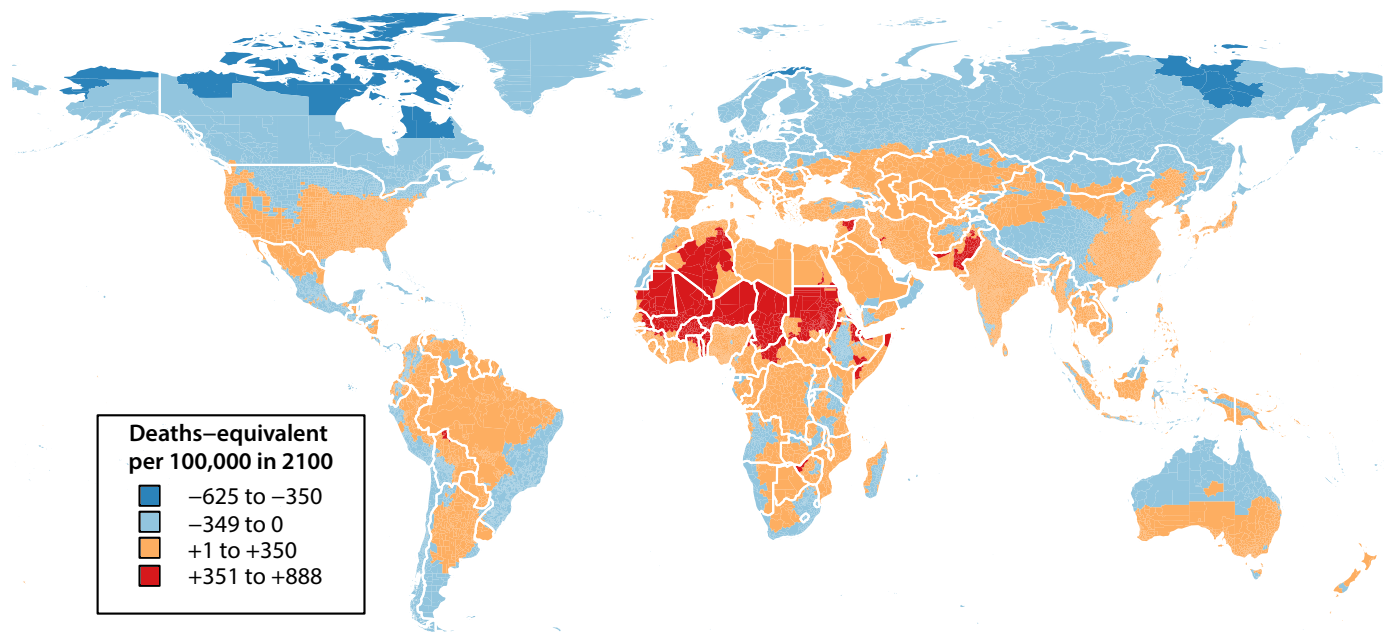 Deaths−equivalent
per 100,000 in 2100
−625 to −350
−349 to 0
+1 to +350
+351 to +888